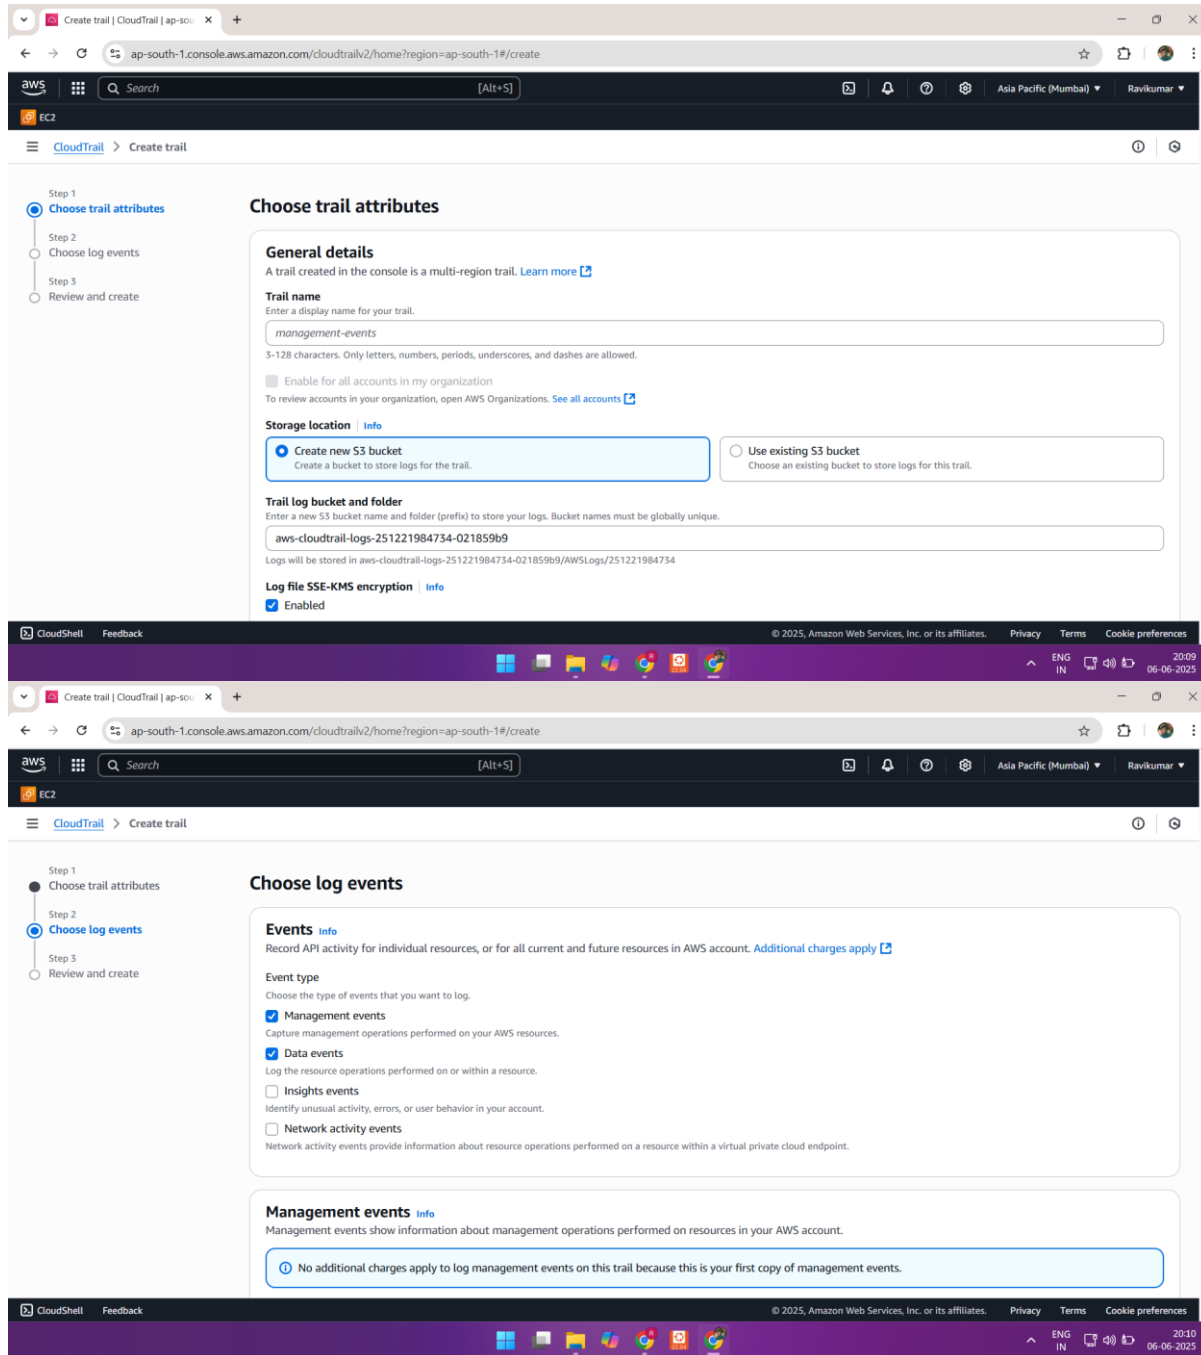 Create trail | CloudTrail | ap-sou
ap-south-1.console.aws.amazon.com/cloudtrailv2/home?region=ap-south-1#/create
aws Search [Alt+S] Asia Pacific (Mumbai) Ravikumar
EC2
CloudTrail > Create trail
Step 1
Choose trail attributes
Step 2
Choose log events
Step 3
Review and create
Choose trail attributes
General details
A trail created in the console is a multi-region trail. Learn more
Trail name
Enter a display name for your trail.
management-events
3-128 characters. Only letters, numbers, periods, underscores, and dashes are allowed.
Enable for all accounts in my organization
To review accounts in your organization, open AWS Organizations. See all accounts
Storage location Info
Create new S3 bucket
Create a bucket to store logs for the trail.
Use existing S3 bucket
Choose an existing bucket to store logs for this trail.
Trail log bucket and folder
Enter a new S3 bucket name and folder (prefix) to store your logs. Bucket names must be globally unique.
aws-cloudtrail-logs-251221984734-021859b9
Logs will be stored in aws-cloudtrail-logs-251221984734-021859b9/AWSLogs/251221984734
Log file SSE-KMS encryption Info
Enabled
CloudShell Feedback © 2025, Amazon Web Services, Inc. or its affiliates. Privacy Terms Cookie preferences
ENG 20:09
IN 06-06-2025
Create trail | CloudTrail | ap-sou
ap-south-1.console.aws.amazon.com/cloudtrailv2/home?region=ap-south-1#/create
aws Search [Alt+S] Asia Pacific (Mumbai) Ravikumar
EC2
CloudTrail > Create trail
Step 1
Choose trail attributes
Step 2
Choose log events
Step 3
Review and create
Choose log events
Events Info
Record API activity for individual resources, or for all current and future resources in AWS account. Additional charges apply
Event type
Choose the type of events that you want to log.
Management events
Capture management operations performed on your AWS resources.
Data events
Log the resource operations performed on or within a resource.
Insights events
Identify unusual activity, errors, or user behavior in your account.
Network activity events
Network activity events provide information about resource operations performed on a resource within a virtual private cloud endpoint.
Management events Info
Management events show information about management operations performed on resources in your AWS account.
No additional charges apply to log management events on this trail because this is your first copy of management events.
CloudShell Feedback © 2025, Amazon Web Services, Inc. or its affiliates. Privacy Terms Cookie preferences
ENG 20:10
IN 06-06-2025